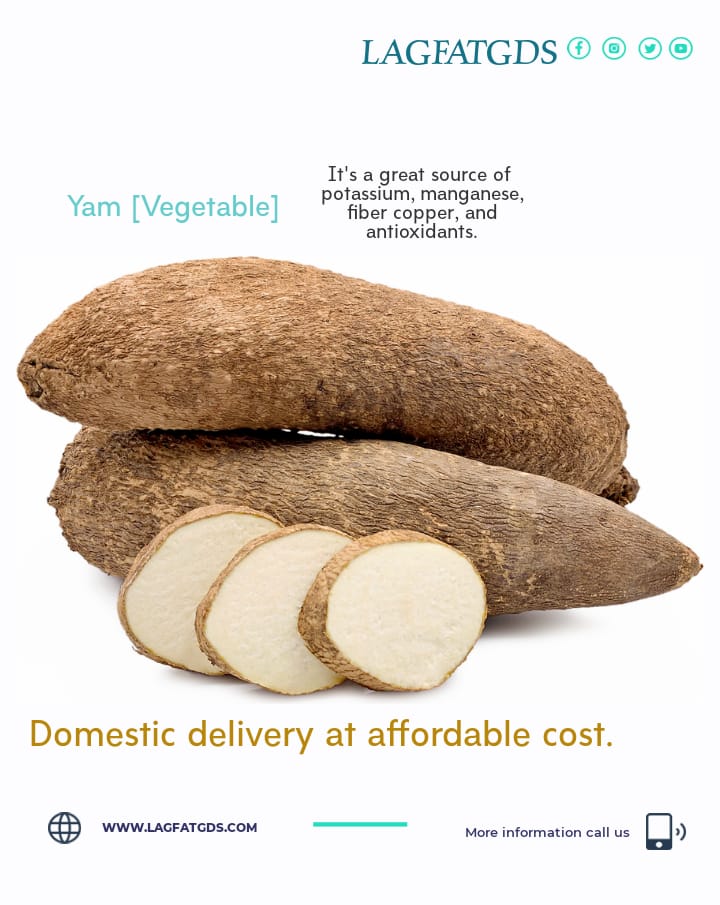 LAGFATGDS
Yam [Vegetable]
It's a great source of
potassium, manganese,
fiber copper, and
antioxidants.
Domestic delivery at affordable cost.
WWW.LAGFATGDS.COM
More information call us